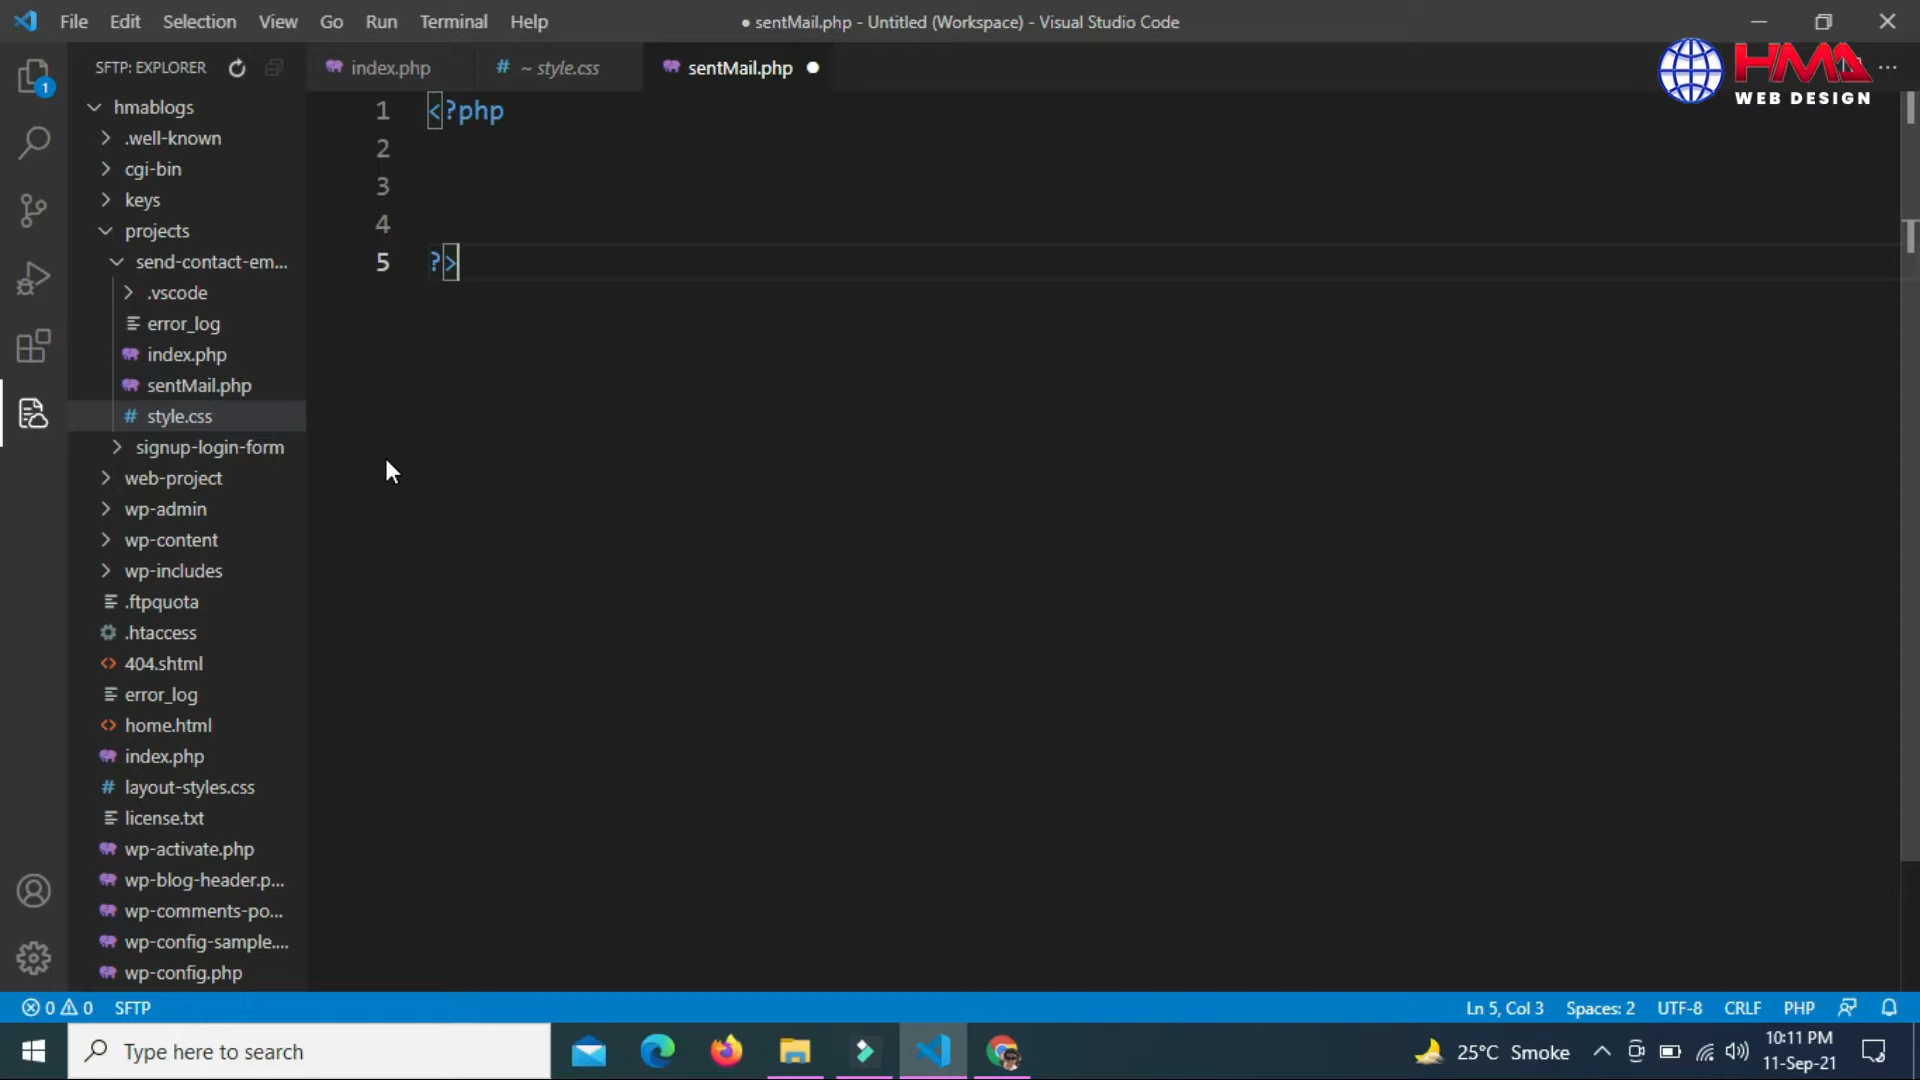 File Edit Selection View Go Run Terminal Help
● sentMail.php - Untitled (Workspace) - Visual Studio Code
HMA
WEB DESIGN
SFTP: EXPLORER
index.php
~ style.css
sentMail.php
1
hmablogs
.well-known
cgi-bin
keys
projects
send-contact-em...
.vscode
error_log
index.php
sentMail.php
style.css
signup-login-form
web-project
wp-admin
wp-content
wp-includes
.ftpquota
.htaccess
404.shtml
error_log
home.html
index.php
layout-styles.css
license.txt
wp-activate.php
wp-blog-header.p...
wp-comments-po...
wp-config-sample....
wp-config.php
1 <?php
2
3
4
5 ?>
0 0 SFTP
Ln 5, Col 3 Spaces: 2 UTF-8 CRLF PHP
Type here to search
25°C Smoke
10:11 PM
11-Sep-21